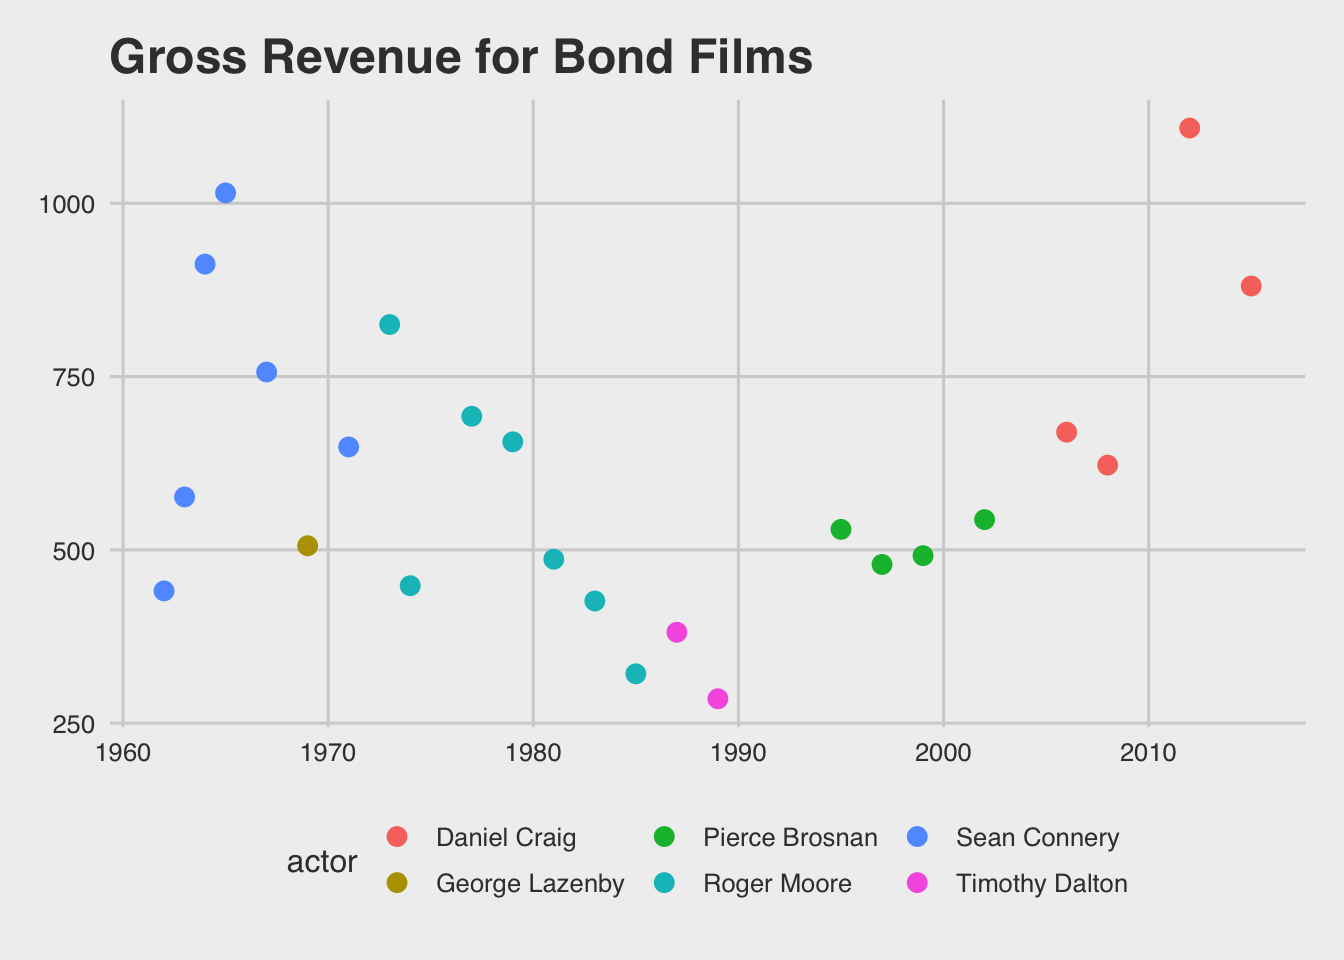 Gross Revenue for Bond Films
1000
750
500
250
1960 1970 1980 1990 2000 2010
actor
Daniel Craig Pierce Brosnan Sean Connery
George Lazenby Roger Moore Timothy Dalton